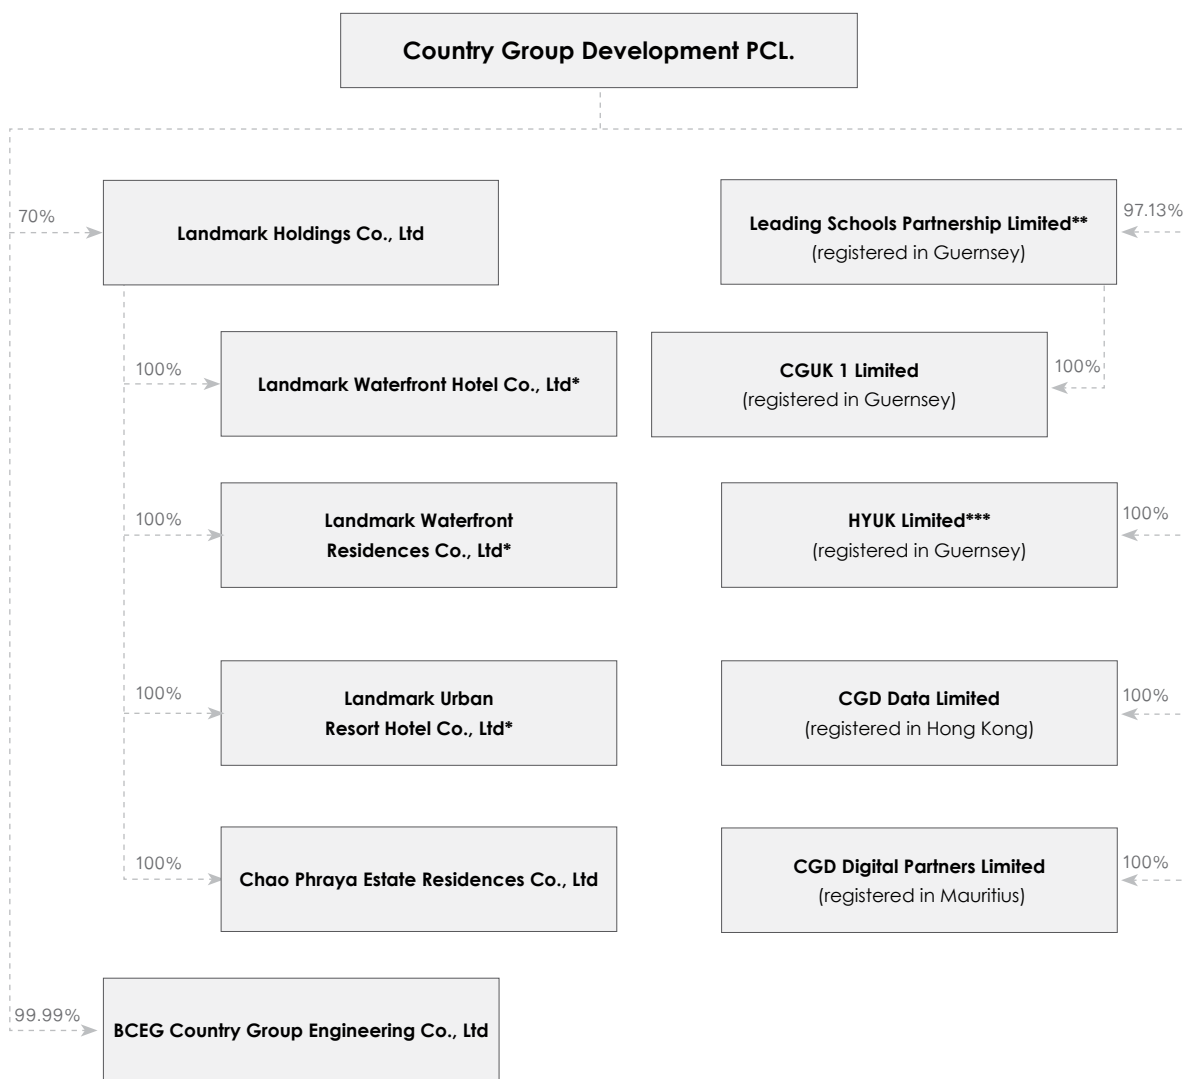 Country Group Development PCL.
70%
Landmark Holdings Co., Ltd
Leading Schools Partnership Limited**
(registered in Guernsey)
97.13%
100%
Landmark Waterfront Hotel Co., Ltd*
CGUK 1 Limited
(registered in Guernsey)
100%
100%
Landmark Waterfront
Residences Co., Ltd*
HYUK Limited***
(registered in Guernsey)
100%
100%
Landmark Urban
Resort Hotel Co., Ltd*
CGD Data Limited
(registered in Hong Kong)
100%
100%
Chao Phraya Estate Residences Co., Ltd
CGD Digital Partners Limited
(registered in Mauritius)
100%
99.99%
BCEG Country Group Engineering Co., Ltd